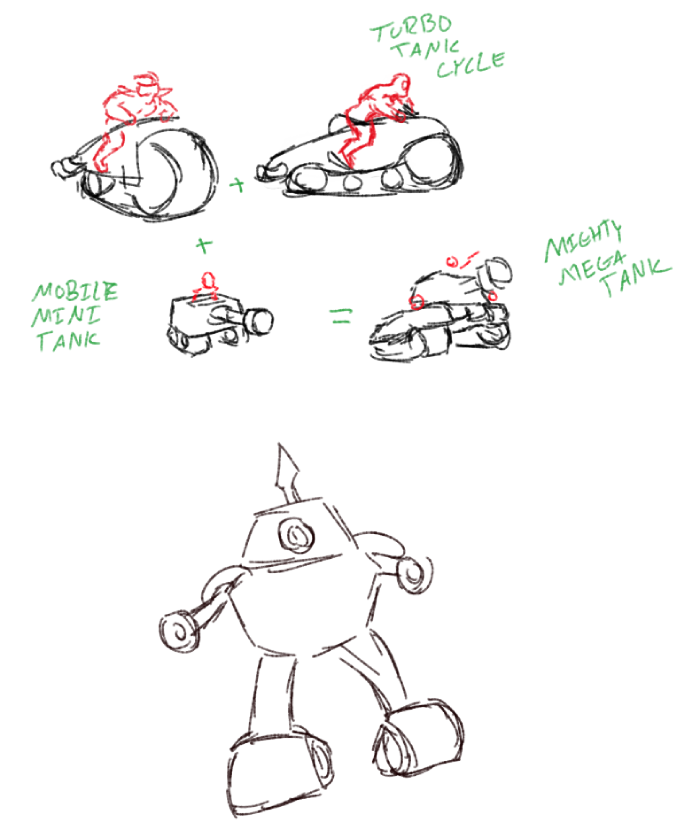 TURBO
TANK
CYCLE
+
+
MOBILE
MINI
TANK
=
MIGHTY
MEGA
TANK